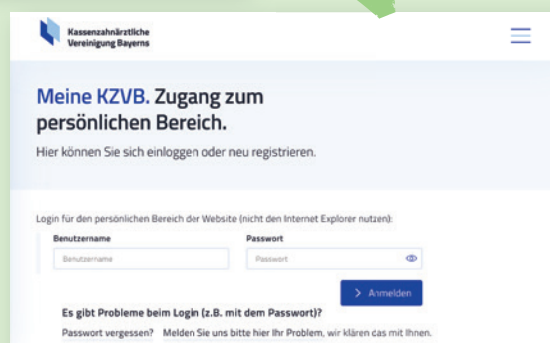 Kassenzahnärztliche
Vereinigung Bayerns
Meine KZVB. Zugang zum
persönlichen Bereich.
Hier können Sie sich einloggen oder neu registrieren.
Login für den persönlichen Bereich der Website (nicht den Internet Explorer nutzen):
Benutzername Passwort
Benutzername Passwort
> Anmelden
Es gibt Probleme beim Login (z.B. mit dem Passwort)?
Passwort vergessen? Melden Sie uns bitte hier Ihr Problem, wir klären das mit Ihnen.